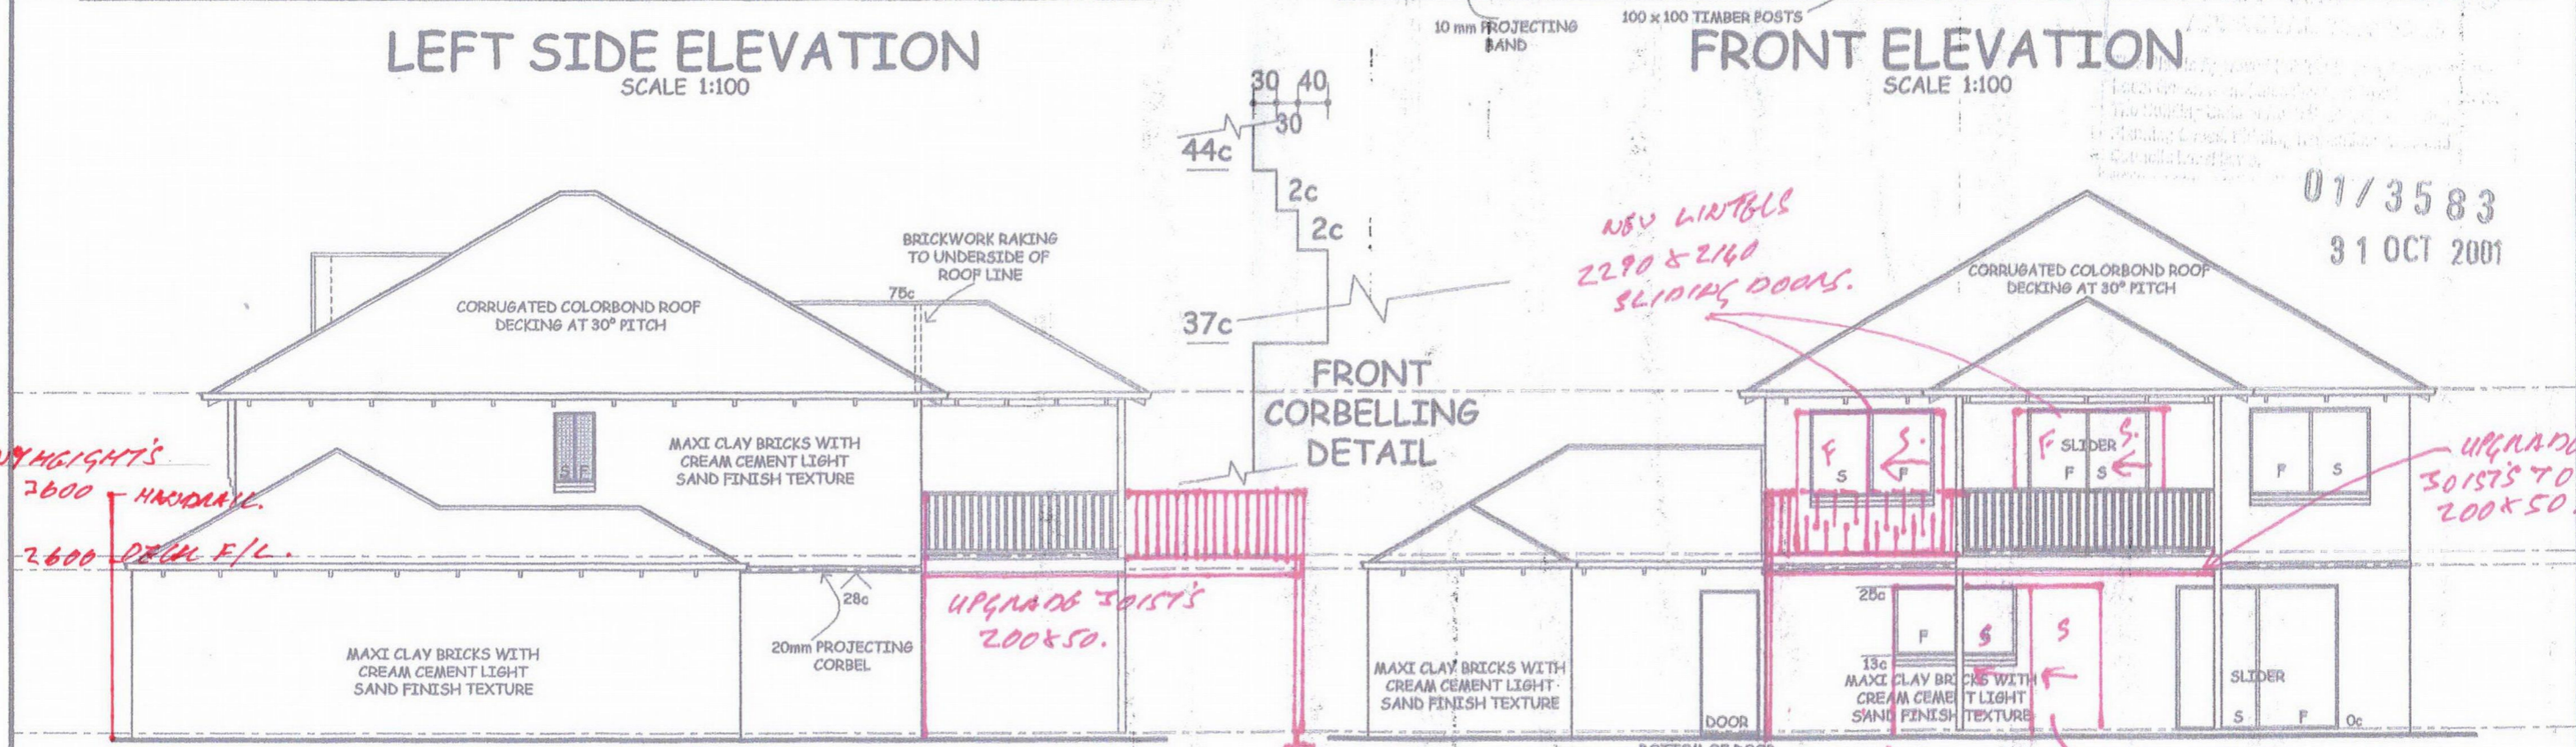 100 x 100 TIMBER POSTS
10 mm PROJECTING
BAND
LEFT SIDE ELEVATION
SCALE 1:100
FRONT ELEVATION
SCALE 1:100
30 40
30
44c
2c
2c
37c
FRONT
CORBELLING
DETAIL
01/3583
31 OCT 2001
BRICKWORK RAKING
TO UNDERSIDE OF
ROOF LINE
75c
CORRUGATED COLORBOND ROOF
DECKING AT 30° PITCH
MAXI CLAY BRICKS WITH
CREAM CEMENT LIGHT
SAND FINISH TEXTURE
S F
HEIGHT'S
3600 HANDRAIL.
2600 DECK F/L.
28c
20mm PROJECTING
CORBEL
UPGRADE JOIST'S
200x50.
MAXI CLAY BRICKS WITH
CREAM CEMENT LIGHT
SAND FINISH TEXTURE
NEW LINTELS
2290 x 2140
SLIDING DOORS.
CORRUGATED COLORBOND ROOF
DECKING AT 30° PITCH
F S.
S F
F SLIDER S.
F S
F S
UPGRADE
JOIST'S TO
200x50.
25c
F S S
13c
MAXI CLAY BRICKS WITH
CREAM CEMENT LIGHT
SAND FINISH TEXTURE
MAXI CLAY BRICKS WITH
CREAM CEMENT LIGHT
SAND FINISH TEXTURE
DOOR
SLIDER
S F 0c